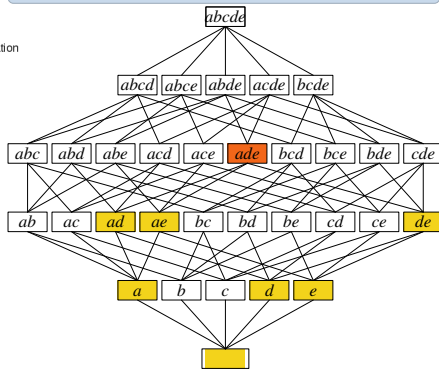 abcde
ation
abcd abce abde acde bcde
abc abd abe acd ace ade bcd bce bde cde
ab ac ad ae bc bd be cd ce de
a b c d e